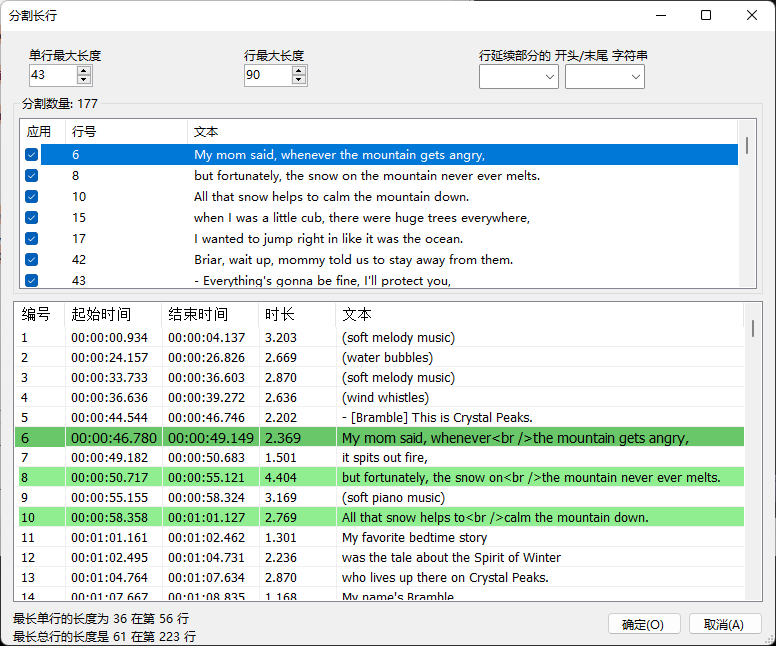 分割长行
单行最大长度 行最大长度 行延续部分的 开头/末尾 字符串
43 90
分割数量: 177
应用 行号 文本
6 My mom said, whenever the mountain gets angry,
8 but fortunately, the snow on the mountain never ever melts.
10 All that snow helps to calm the mountain down.
15 when I was a little cub, there were huge trees everywhere,
17 I wanted to jump right in like it was the ocean.
42 Briar, wait up, mommy told us to stay away from them.
43 - Everything's gonna be fine, I'll protect you,
编号 起始时间 结束时间 时长 文本
1 00:00:00.934 00:00:04.137 3.203 (soft melody music)
2 00:00:24.157 00:00:26.826 2.669 (water bubbles)
3 00:00:33.733 00:00:36.603 2.870 (soft melody music)
4 00:00:36.636 00:00:39.272 2.636 (wind whistles)
5 00:00:44.544 00:00:46.746 2.202 - [Bramble] This is Crystal Peaks.
6 00:00:46.780 00:00:49.149 2.369 My mom said, whenever<br />the mountain gets angry,
7 00:00:49.182 00:00:50.683 1.501 it spits out fire,
8 00:00:50.717 00:00:55.121 4.404 but fortunately, the snow on<br />the mountain never ever melts.
9 00:00:55.155 00:00:58.324 3.169 (soft piano music)
10 00:00:58.358 00:01:01.127 2.769 All that snow helps to<br />calm the mountain down.
11 00:01:01.161 00:01:02.462 1.301 My favorite bedtime story
12 00:01:02.495 00:01:04.731 2.236 was the tale about the Spirit of Winter
13 00:01:04.764 00:01:07.634 2.870 who lives up there on Crystal Peaks.
14 00:01:07.667 00:01:08.835 1.168 My name's Bramble
最长单行的长度为 36 在第 56 行
最长总行的长度是 61 在第 223 行
确定(O) 取消(A)